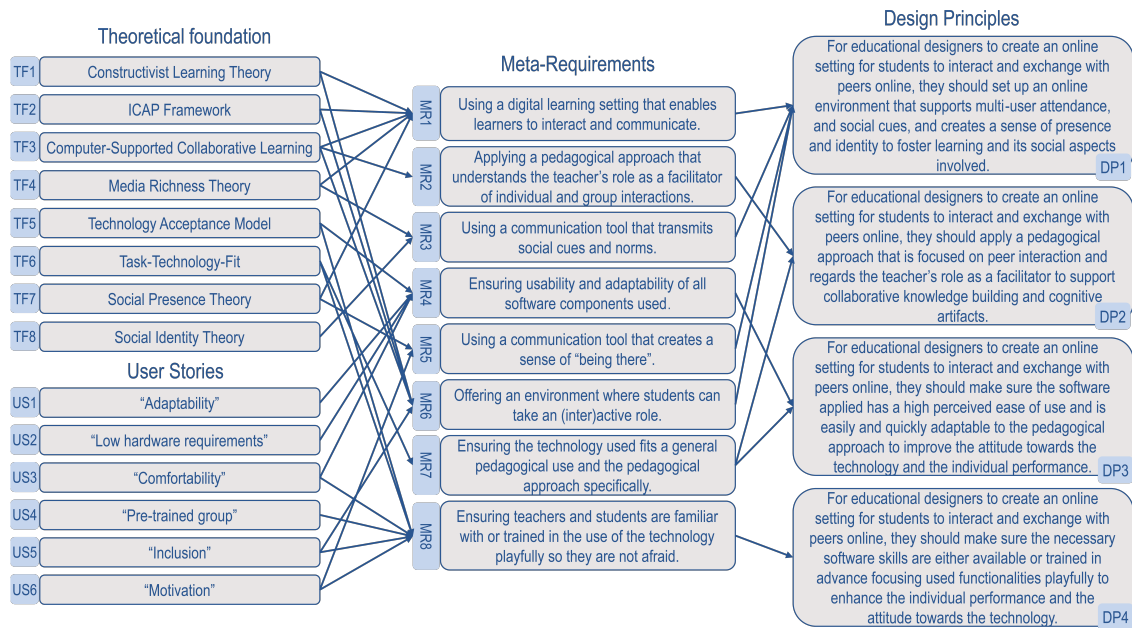 Theoretical foundation
TF1 Constructivist Learning Theory
TF2 ICAP Framework
TF3 Computer-Supported Collaborative Learning
TF4 Media Richness Theory
TF5 Technology Acceptance Model
TF6 Task-Technology-Fit
TF7 Social Presence Theory
TF8 Social Identity Theory
User Stories
US1 “Adaptability”
US2 “Low hardware requirements”
US3 “Comfortability”
US4 “Pre-trained group”
US5 “Inclusion”
US6 “Motivation”
Meta-Requirements
MR1
Using a digital learning setting that enables
learners to interact and communicate.
MR2
Applying a pedagogical approach that
understands the teacher’s role as a facilitator
of individual and group interactions.
MR3
Using a communication tool that transmits
social cues and norms.
MR4
Ensuring usability and adaptability of all
software components used.
MR5
Using a communication tool that creates a
sense of “being there”.
MR6
Offering an environment where students can
take an (inter)active role.
MR7
Ensuring the technology used fits a general
pedagogical use and the pedagogical
approach specifically.
MR8
Ensuring teachers and students are familiar
with or trained in the use of the technology
playfully so they are not afraid.
Design Principles
For educational designers to create an online
setting for students to interact and exchange with
peers online, they should set up an online
environment that supports multi-user attendance,
and social cues, and creates a sense of presence
and identity to foster learning and its social aspects
involved.
DP1
For educational designers to create an online
setting for students to interact and exchange with
peers online, they should apply a pedagogical
approach that is focused on peer interaction and
regards the teacher’s role as a facilitator to support
collaborative knowledge building and cognitive
artifacts.
DP2
For educational designers to create an online
setting for students to interact and exchange with
peers online, they should make sure the software
applied has a high perceived ease of use and is
easily and quickly adaptable to the pedagogical
approach to improve the attitude towards the
technology and the individual performance.
DP3
For educational designers to create an online
setting for students to interact and exchange with
peers online, they should make sure the necessary
software skills are either available or trained in
advance focusing used functionalities playfully to
enhance the individual performance and the
attitude towards the technology.
DP4